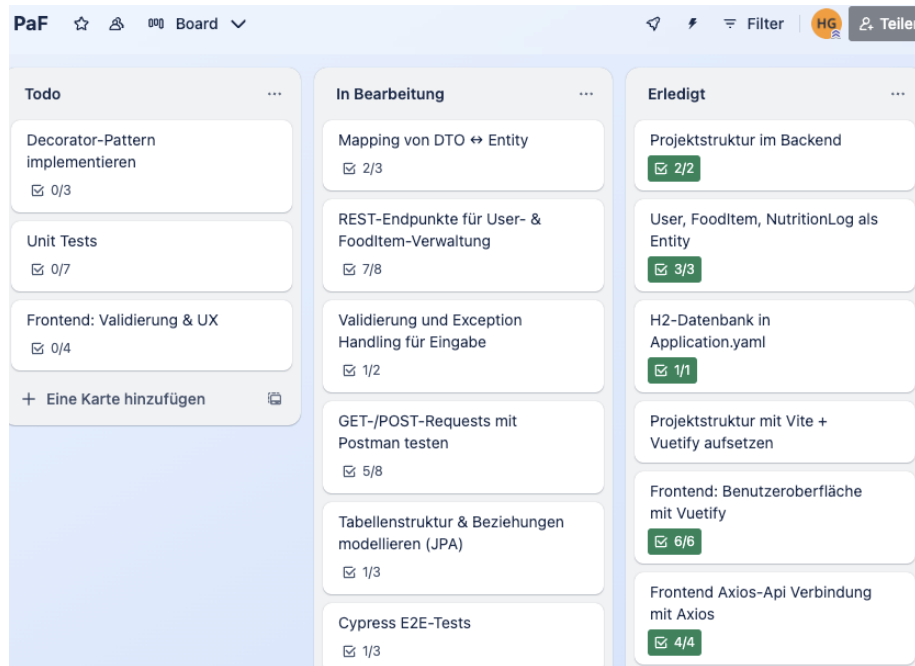 PaF
Board
Filter
HG
Teile
Todo
Decorator-Pattern
implementieren
0/3
Unit Tests
0/7
Frontend: Validierung & UX
0/4
Eine Karte hinzufügen
In Bearbeitung
Mapping von DTO ↔ Entity
2/3
REST-Endpunkte für User- &
FoodItem-Verwaltung
7/8
Validierung und Exception
Handling für Eingabe
1/2
GET-/POST-Requests mit
Postman testen
5/8
Tabellenstruktur & Beziehungen
modellieren (JPA)
1/3
Cypress E2E-Tests
1/3
Erledigt
Projektstruktur im Backend
2/2
User, FoodItem, NutritionLog als
Entity
3/3
H2-Datenbank in
Application.yaml
1/1
Projektstruktur mit Vite +
Vuetify aufsetzen
Frontend: Benutzeroberfläche
mit Vuetify
6/6
Frontend Axios-Api Verbindung
mit Axios
4/4